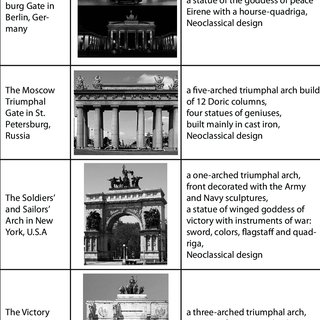 burg Gate in
Berlin, Ger-
many
a statue of the goddess of peace
Eirene with a hourse-quadriga,
Neoclassical design
The Moscow
Triumphal
Gate in St.
Petersburg,
Russia
a five-arched triumphal arch build
of 12 Doric columns,
four statues of geniuses,
built mainly in cast iron,
Neoclassical design
The Soldiers'
and Sailors'
Arch in New
York, U.S.A
a one-arched triumphal arch,
front decorated with the Army
and Navy sculptures,
a statue of winged goddess of
victory with instruments of war:
sword, colors, flagstaff and quad-
riga,
Neoclassical design
The Victory
a three-arched triumphal arch,